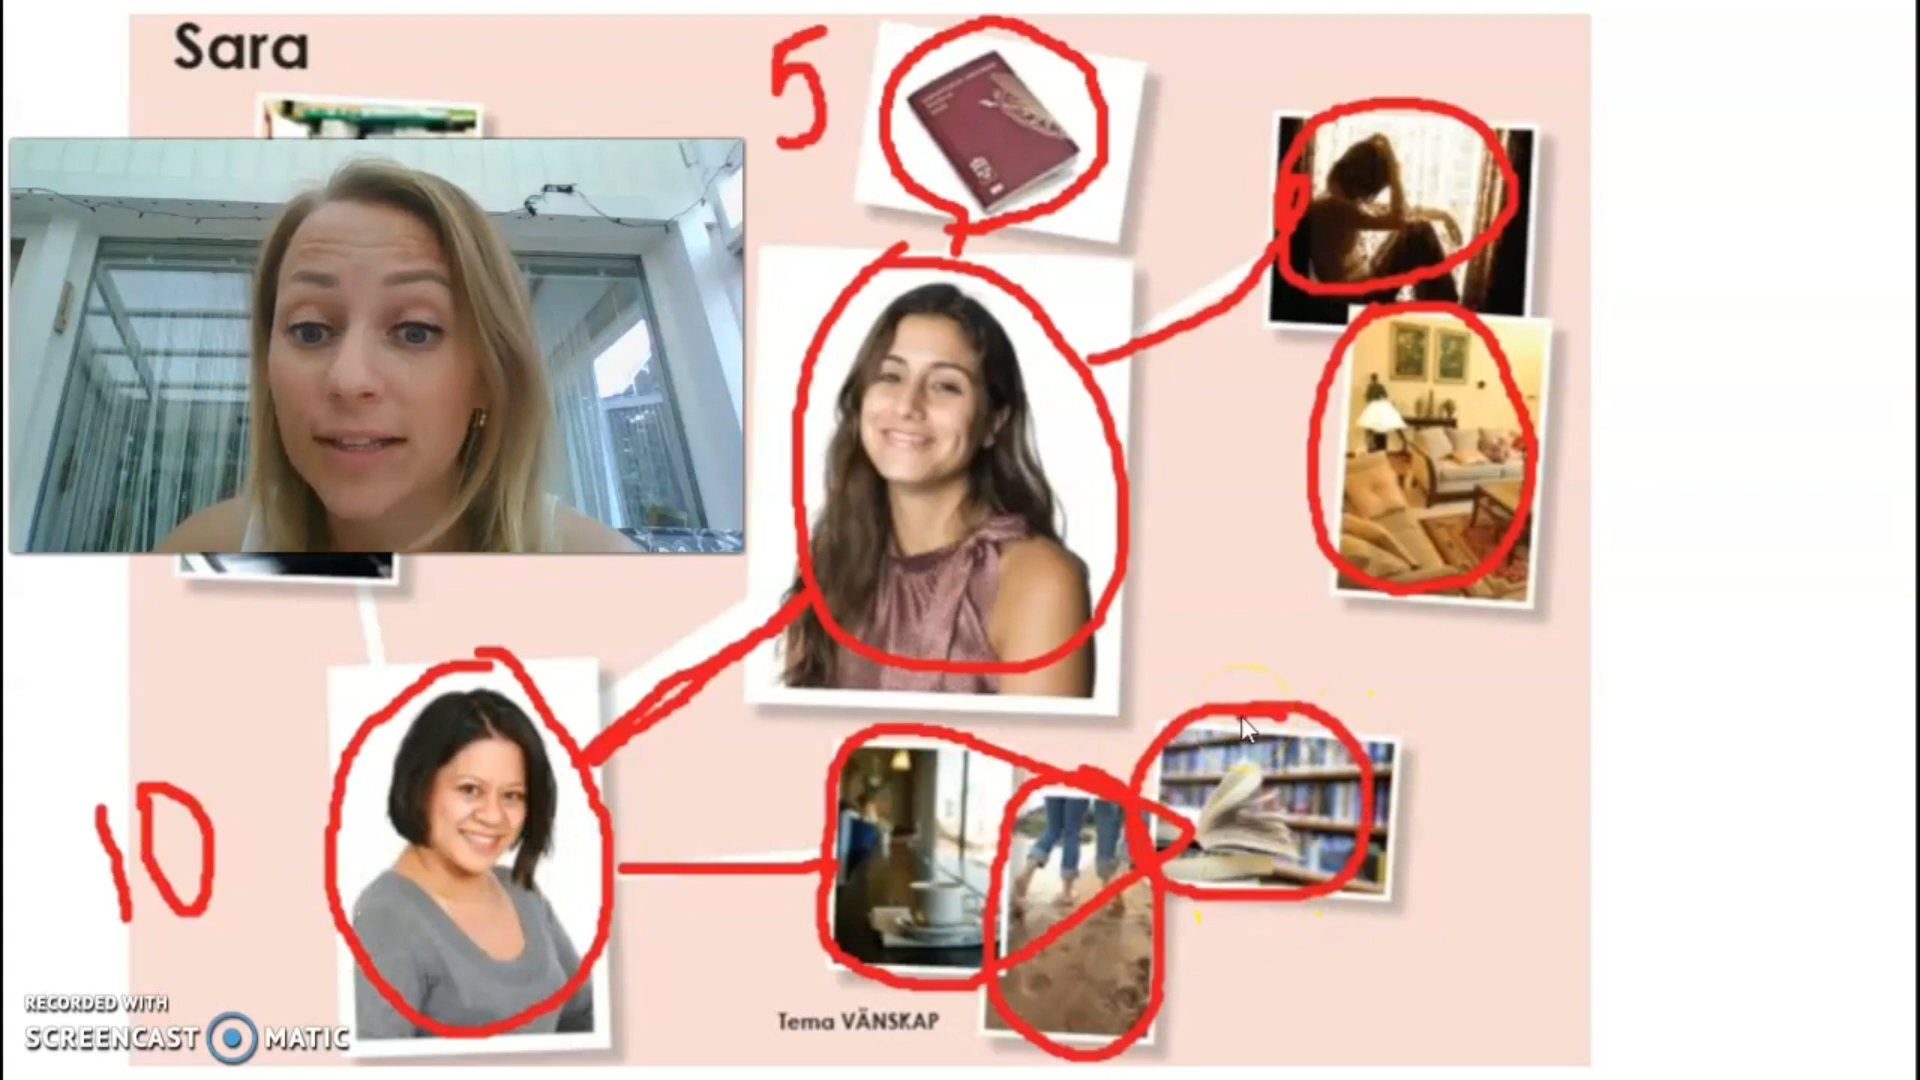 Sara
5
10
Tema VÄNSKAP
RECORDED WITH
SCREENCAST MATIC